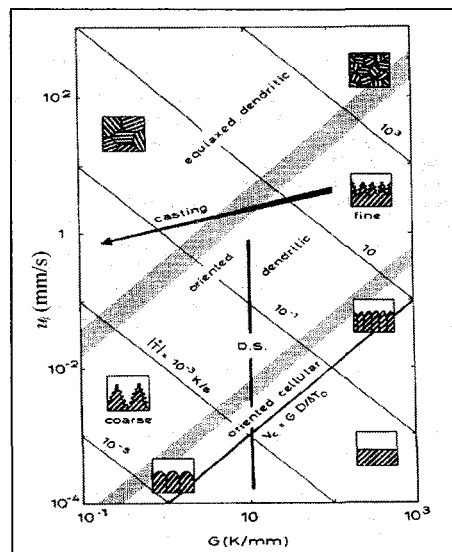 10²
1
10⁻²
10⁻⁴
uᵢ (mm/s)
equiaxed dendritic
10³
casting
fine
oriented dendritic
10
10⁻¹
D.S.
|Ṫ| = 10⁻³ K/s
oriented cellular
V_c = G D/ΔT₀
coarse
10⁻⁵
10⁻¹
10
10³
G (K/mm)